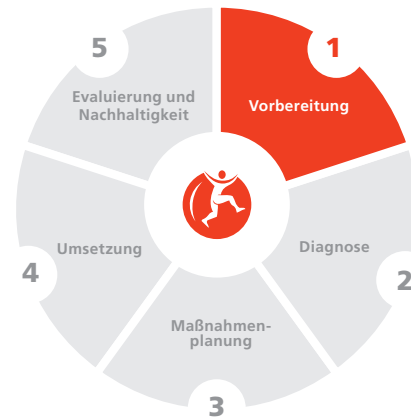 1
Vorbereitung
2
Diagnose
3
Maßnahmen-
planung
4
Umsetzung
5
Evaluierung und
Nachhaltigkeit